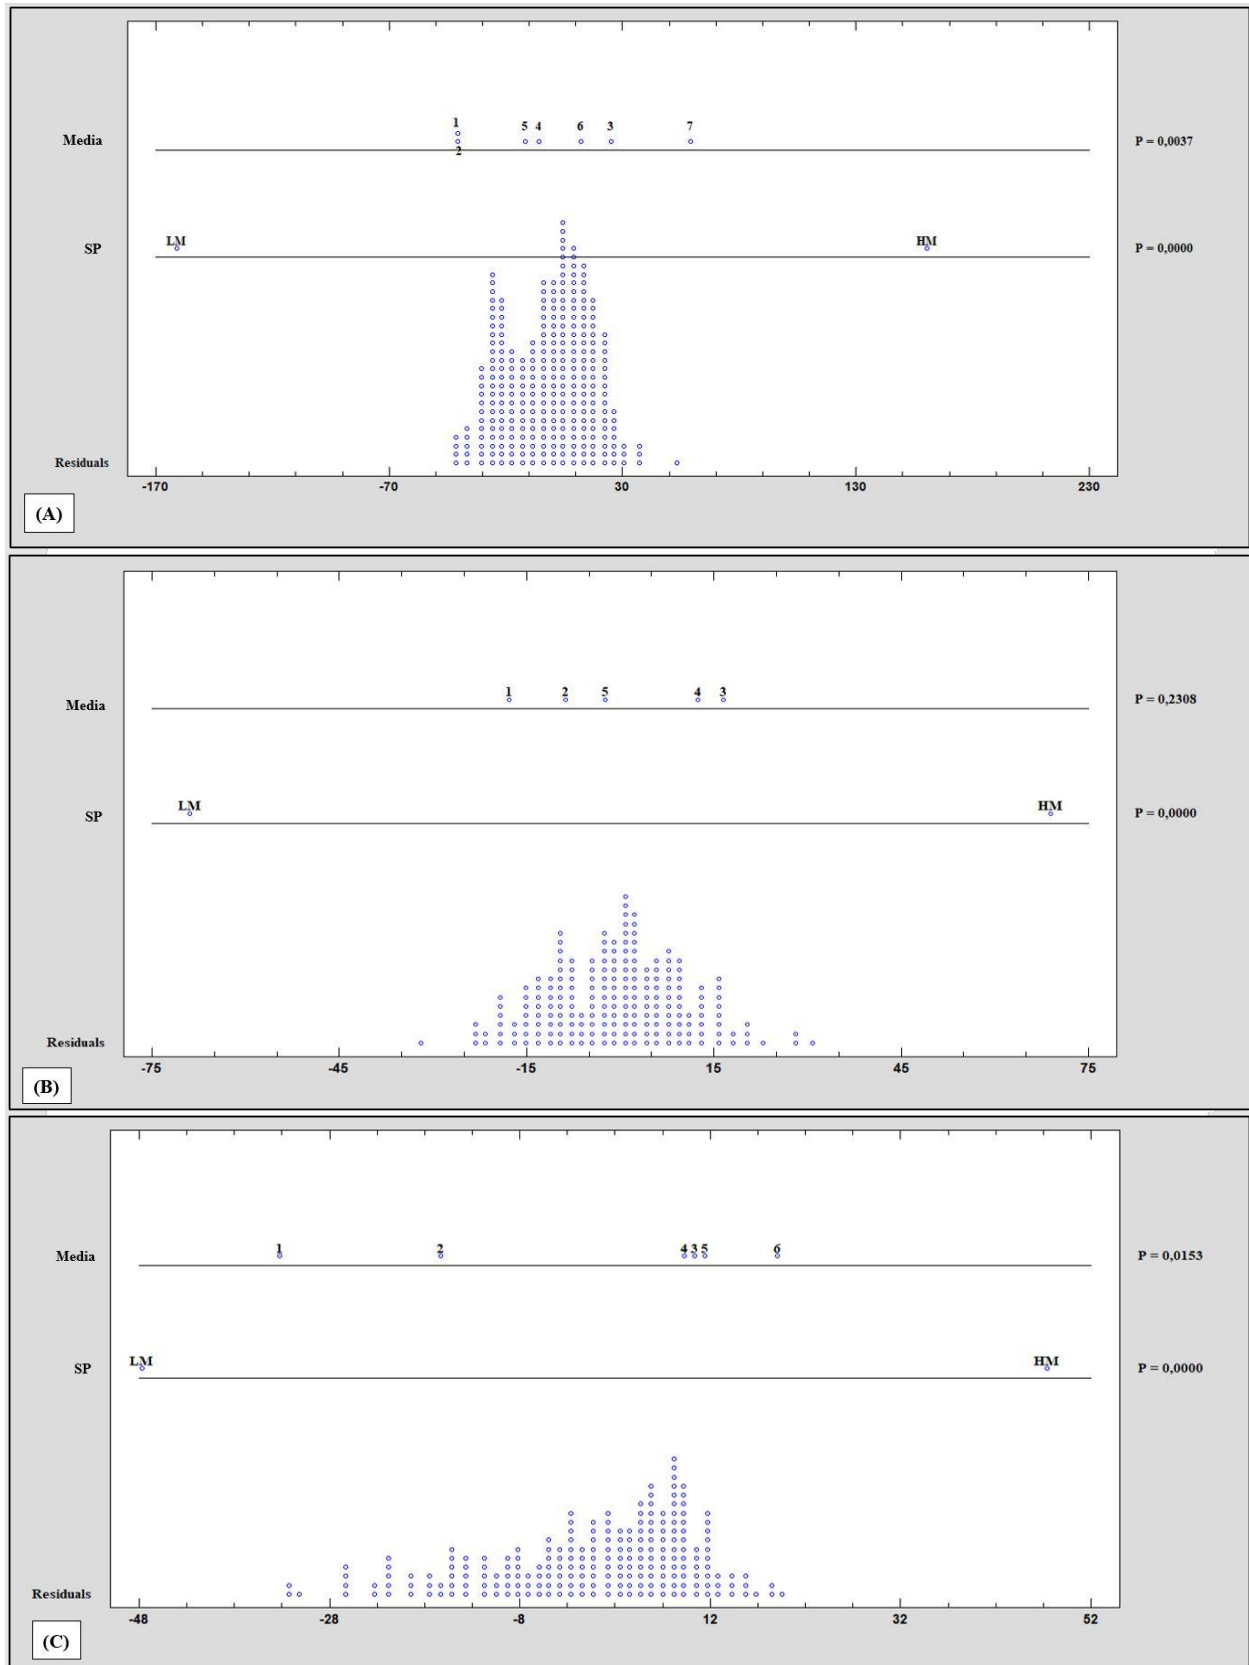 1
5 4 6 3 7
Media
P = 0,0037
2
LM HM
SP
P = 0,0000
Residuals
-170 -70 30 130 230
(A)
1 2 5 4 3
Media
P = 0,2308
LM HM
SP
P = 0,0000
Residuals
-75 -45 -15 15 45 75
(B)
1 2 4 3 5 6
Media
P = 0,0153
LM HM
SP
P = 0,0000
Residuals
-48 -28 -8 12 32 52
(C)